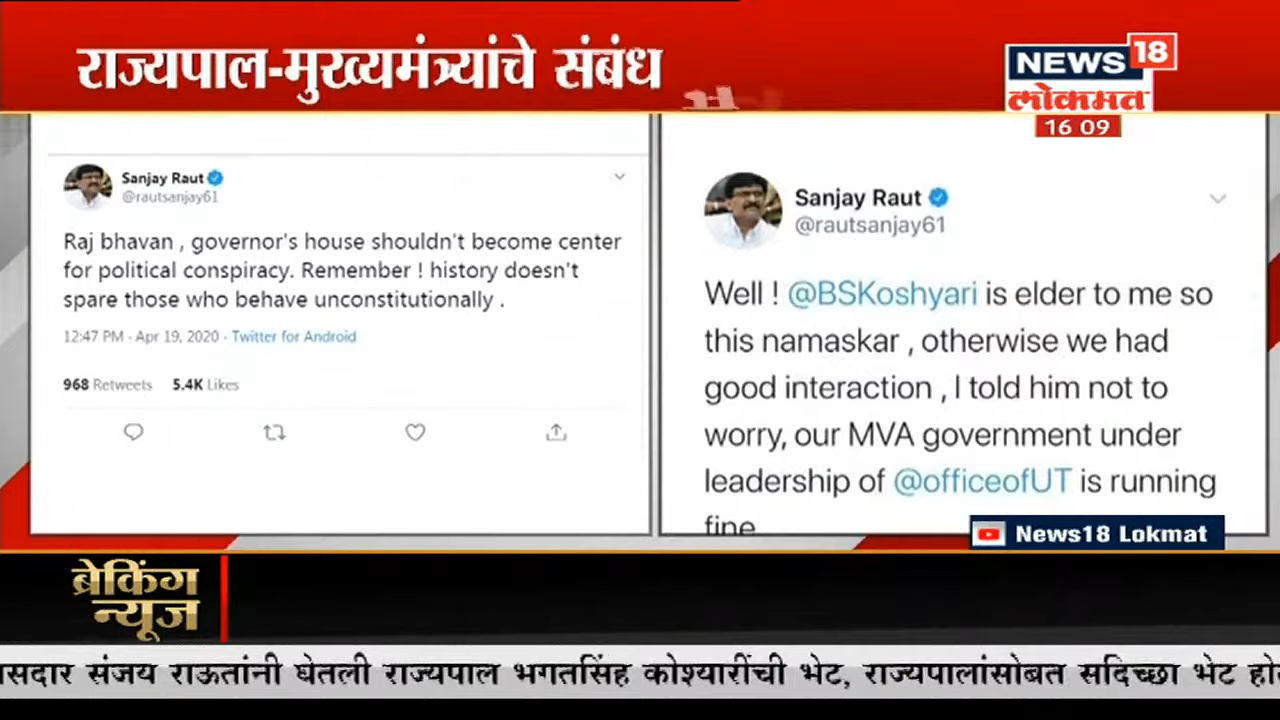 राज्यपाल-मुख्यमंत्र्यांचे संबंध
NEWS 18
लोकमत
16 09
Sanjay Raut
@rautsanjay61
Raj bhavan , governor's house shouldn't become center
for political conspiracy. Remember ! history doesn't
spare those who behave unconstitutionally .
12:47 PM · Apr 19, 2020 · Twitter for Android
968 Retweets 5.4K Likes
Sanjay Raut
@rautsanjay61
Well ! @BSKoshyari is elder to me so
this namaskar , otherwise we had
good interaction , I told him not to
worry, our MVA government under
leadership of @officeofUT is running
fine
News18 Lokmat
ब्रेकिंग
न्यूज
संजय राऊतांनी घेतली राज्यपाल भगतसिंह कोश्यारींची भेट, राज्यपालांसोबत सदिच्छा भेट